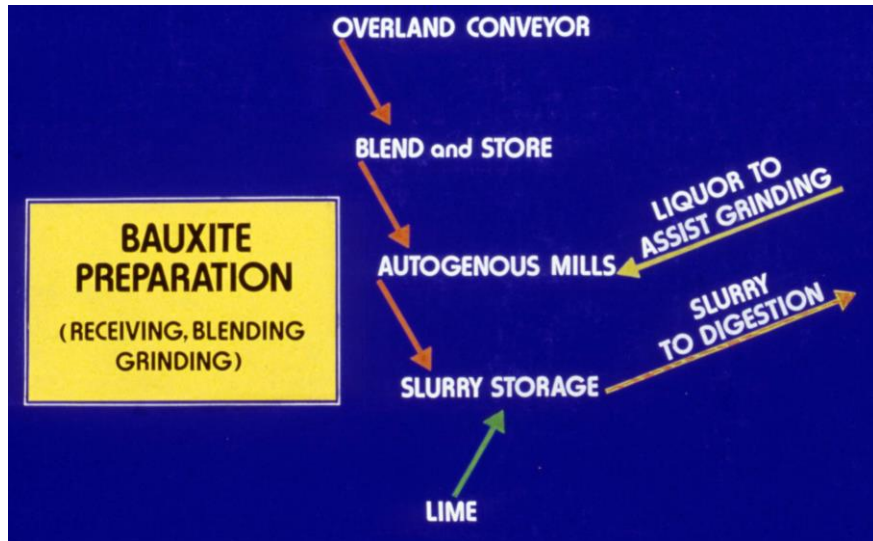 OVERLAND CONVEYOR
BLEND and STORE
LIQUOR TO
ASSIST GRINDING
BAUXITE
PREPARATION
(RECEIVING, BLENDING
GRINDING)
AUTOGENOUS MILLS
SLURRY
TO DIGESTION
SLURRY STORAGE
LIME